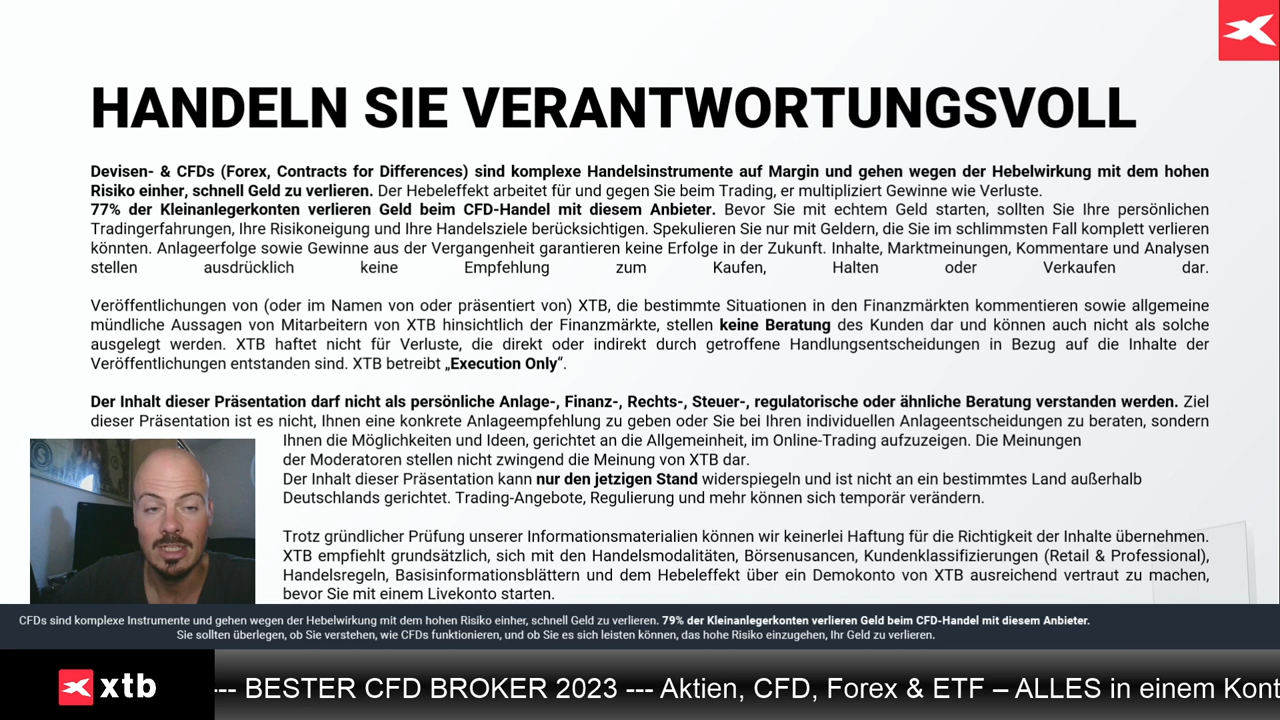 HANDELN SIE VERANTWORTUNGSVOLL
Devisen- & CFDs (Forex, Contracts for Differences) sind komplexe Handelsinstrumente auf Margin und gehen wegen der Hebelwirkung mit dem hohen
Risiko einher, schnell Geld zu verlieren. Der Hebeleffekt arbeitet für und gegen Sie beim Trading, er multipliziert Gewinne wie Verluste.
77% der Kleinanlegerkonten verlieren Geld beim CFD-Handel mit diesem Anbieter. Bevor Sie mit echtem Geld starten, sollten Sie Ihre persönlichen
Tradingerfahrungen, Ihre Risikoneigung und Ihre Handelsziele berücksichtigen. Spekulieren Sie nur mit Geldern, die Sie im schlimmsten Fall komplett verlieren
könnten. Anlageerfolge sowie Gewinne aus der Vergangenheit garantieren keine Erfolge in der Zukunft. Inhalte, Marktmeinungen, Kommentare und Analysen
stellen ausdrücklich keine Empfehlung zum Kaufen, Halten oder Verkaufen dar.
Veröffentlichungen von (oder im Namen von oder präsentiert von) XTB, die bestimmte Situationen in den Finanzmärkten kommentieren sowie allgemeine
mündliche Aussagen von Mitarbeitern von XTB hinsichtlich der Finanzmärkte, stellen keine Beratung des Kunden dar und können auch nicht als solche
ausgelegt werden. XTB haftet nicht für Verluste, die direkt oder indirekt durch getroffene Handlungsentscheidungen in Bezug auf die Inhalte der
Veröffentlichungen entstanden sind. XTB betreibt „Execution Only“.
Der Inhalt dieser Präsentation darf nicht als persönliche Anlage-, Finanz-, Rechts-, Steuer-, regulatorische oder ähnliche Beratung verstanden werden. Ziel
dieser Präsentation ist es nicht, Ihnen eine konkrete Anlageempfehlung zu geben oder Sie bei Ihren individuellen Anlageentscheidungen zu beraten, sondern
Ihnen die Möglichkeiten und Ideen, gerichtet an die Allgemeinheit, im Online-Trading aufzuzeigen. Die Meinungen
der Moderatoren stellen nicht zwingend die Meinung von XTB dar.
Der Inhalt dieser Präsentation kann nur den jetzigen Stand widerspiegeln und ist nicht an ein bestimmtes Land außerhalb
Deutschlands gerichtet. Trading-Angebote, Regulierung und mehr können sich temporär verändern.
Trotz gründlicher Prüfung unserer Informationsmaterialien können wir keinerlei Haftung für die Richtigkeit der Inhalte übernehmen.
XTB empfiehlt grundsätzlich, sich mit den Handelsmodalitäten, Börsenusancen, Kundenklassifizierungen (Retail & Professional),
Handelsregeln, Basisinformationsblättern und dem Hebeleffekt über ein Demokonto von XTB ausreichend vertraut zu machen,
bevor Sie mit einem Livekonto starten.
CFDs sind komplexe Instrumente und gehen wegen der Hebelwirkung mit dem hohen Risiko einher, schnell Geld zu verlieren. 79% der Kleinanlegerkonten verlieren Geld beim CFD-Handel mit diesem Anbieter.
Sie sollten überlegen, ob Sie verstehen, wie CFDs funktionieren, und ob Sie es sich leisten können, das hohe Risiko einzugehen, Ihr Geld zu verlieren.
xtb --- BESTER CFD BROKER 2023 --- Aktien, CFD, Forex & ETF – ALLES in einem Kont